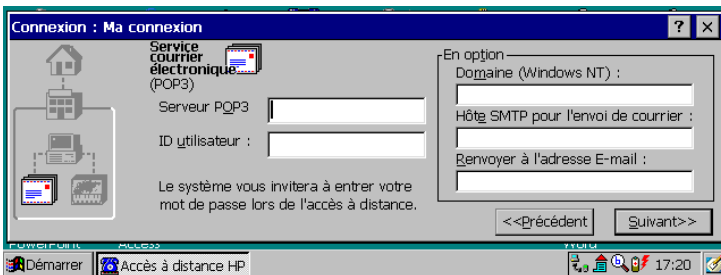 Connexion : Ma connexion
? ×
Service
courrier
électronique...
(POP3)
Serveur POP3
ID utilisateur :
Le système vous invitera à entrer votre
mot de passe lors de l'accès à distance.
En option
Domaine (Windows NT) :
Hôte SMTP pour l'envoi de courrier :
Renvoyer à l'adresse E-mail :
<<Précédent
Suivant>>
PowerPoint
Access
Word
Démarrer
Accès à distance HP
17:20